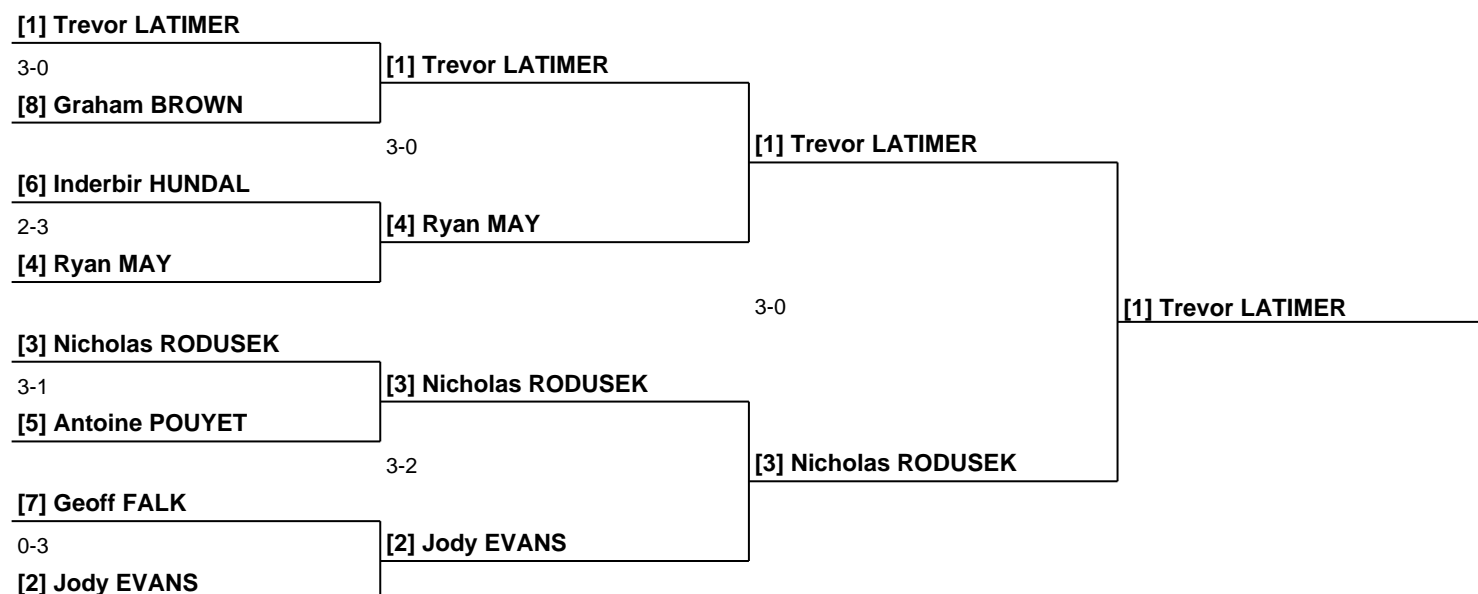 [1] Trevor LATIMER
3-0
[1] Trevor LATIMER
[8] Graham BROWN
3-0
[1] Trevor LATIMER
[6] Inderbir HUNDAL
2-3
[4] Ryan MAY
[4] Ryan MAY
3-0
[1] Trevor LATIMER
[3] Nicholas RODUSEK
3-1
[3] Nicholas RODUSEK
[5] Antoine POUYET
3-2
[3] Nicholas RODUSEK
[7] Geoff FALK
0-3
[2] Jody EVANS
[2] Jody EVANS